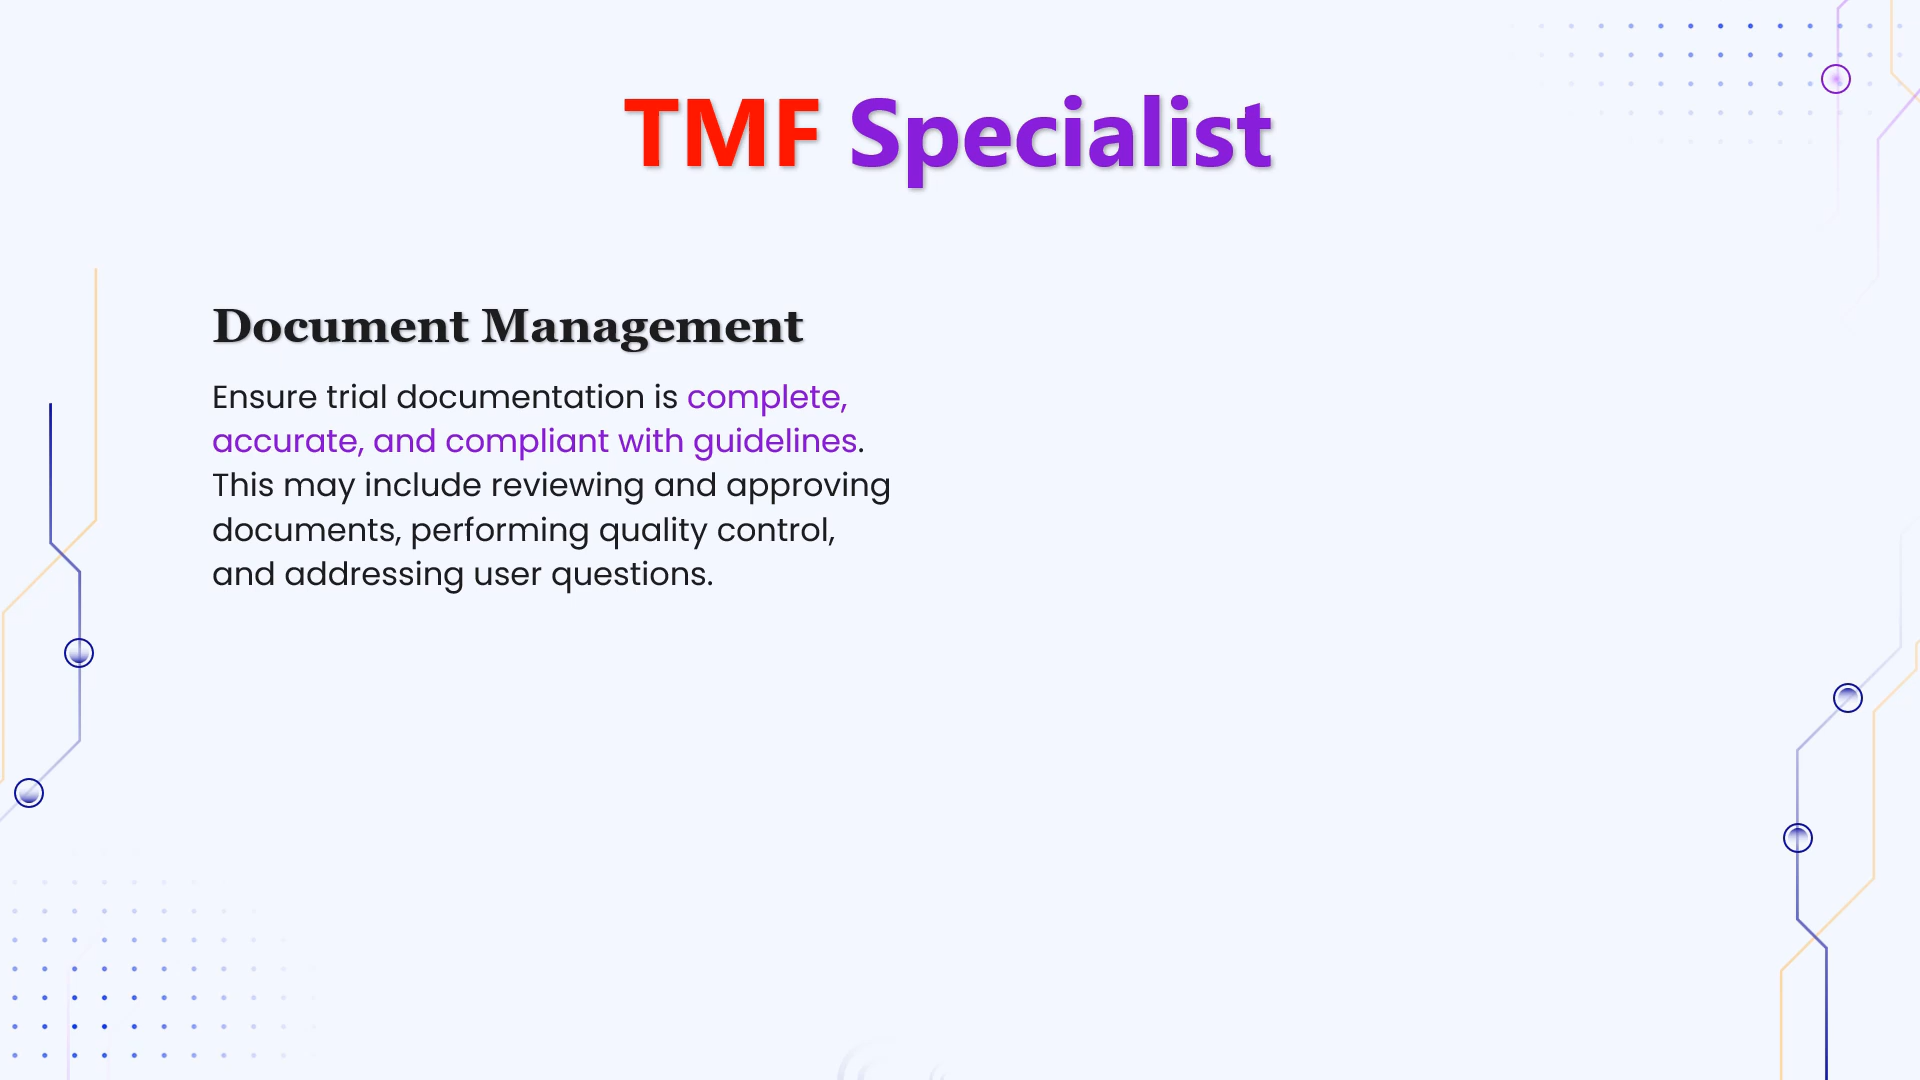 TMF Specialist
Document Management
Ensure trial documentation is complete,
accurate, and compliant with guidelines.
This may include reviewing and approving
documents, performing quality control,
and addressing user questions.